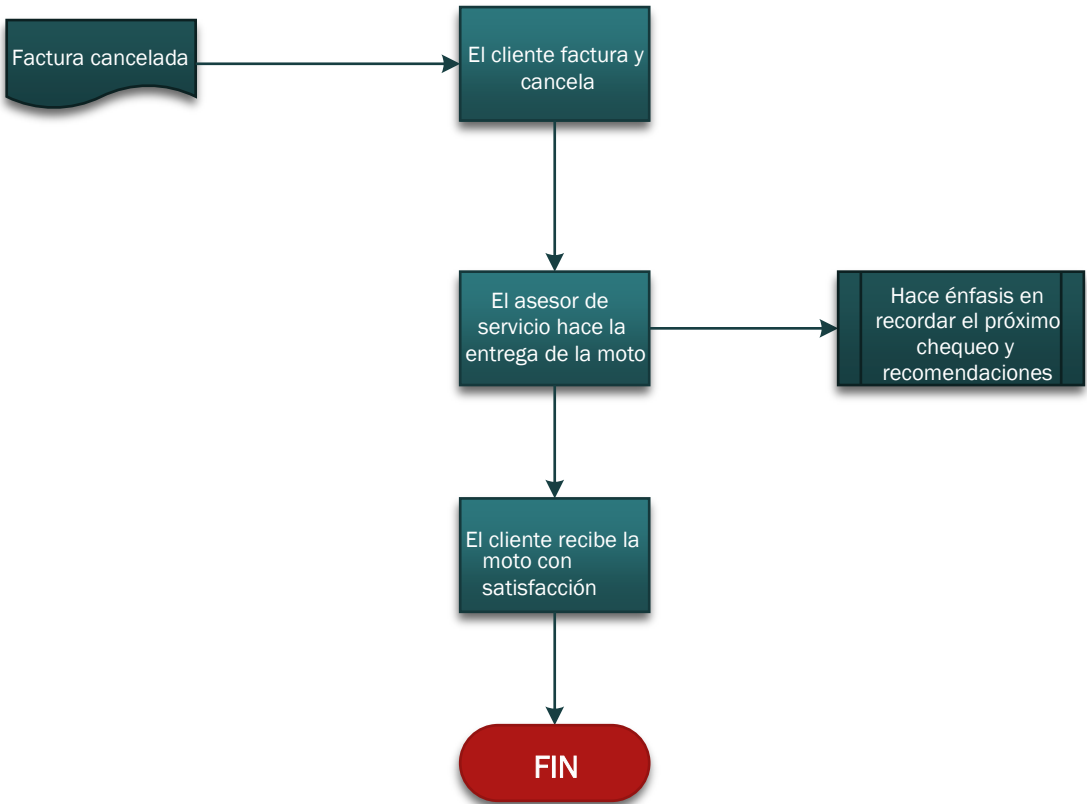 Factura cancelada
El cliente factura y
cancela
El asesor de
servicio hace la
entrega de la moto
Hace énfasis en
recordar el próximo
chequeo y
recomendaciones
El cliente recibe la
moto con
satisfacción
FIN